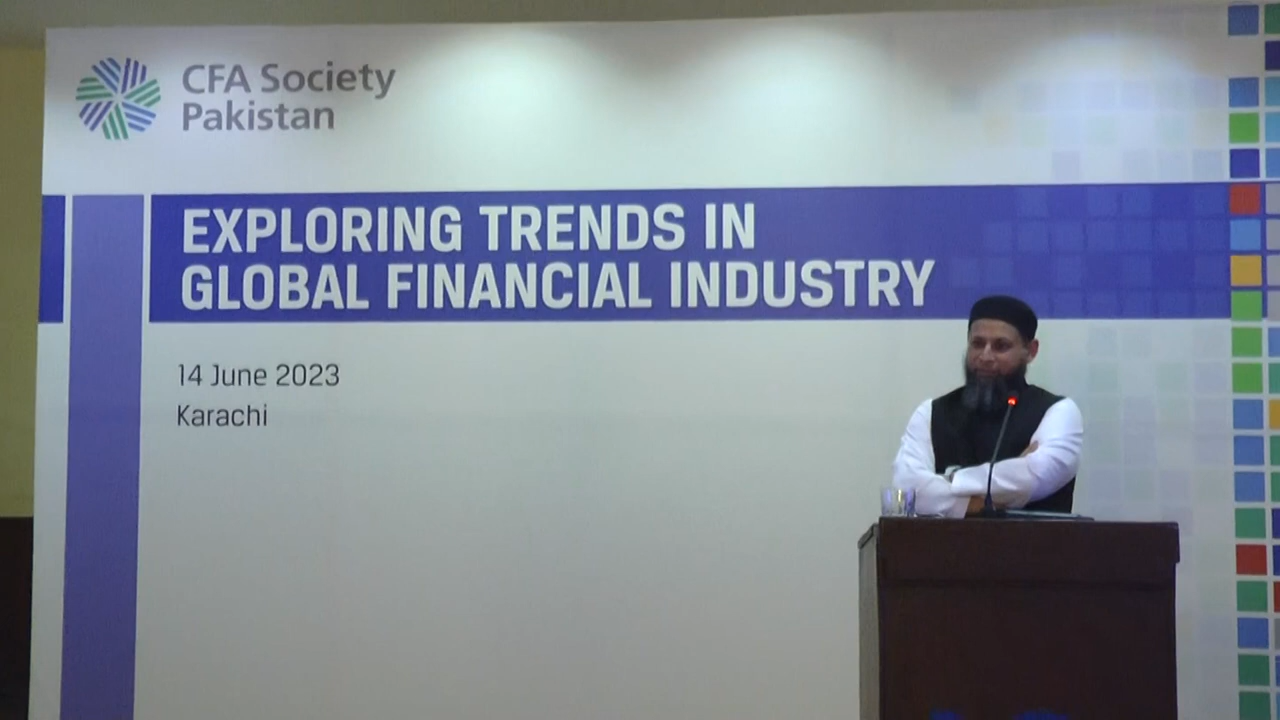 CFA Society
Pakistan
EXPLORING TRENDS IN
GLOBAL FINANCIAL INDUSTRY
14 June 2023
Karachi